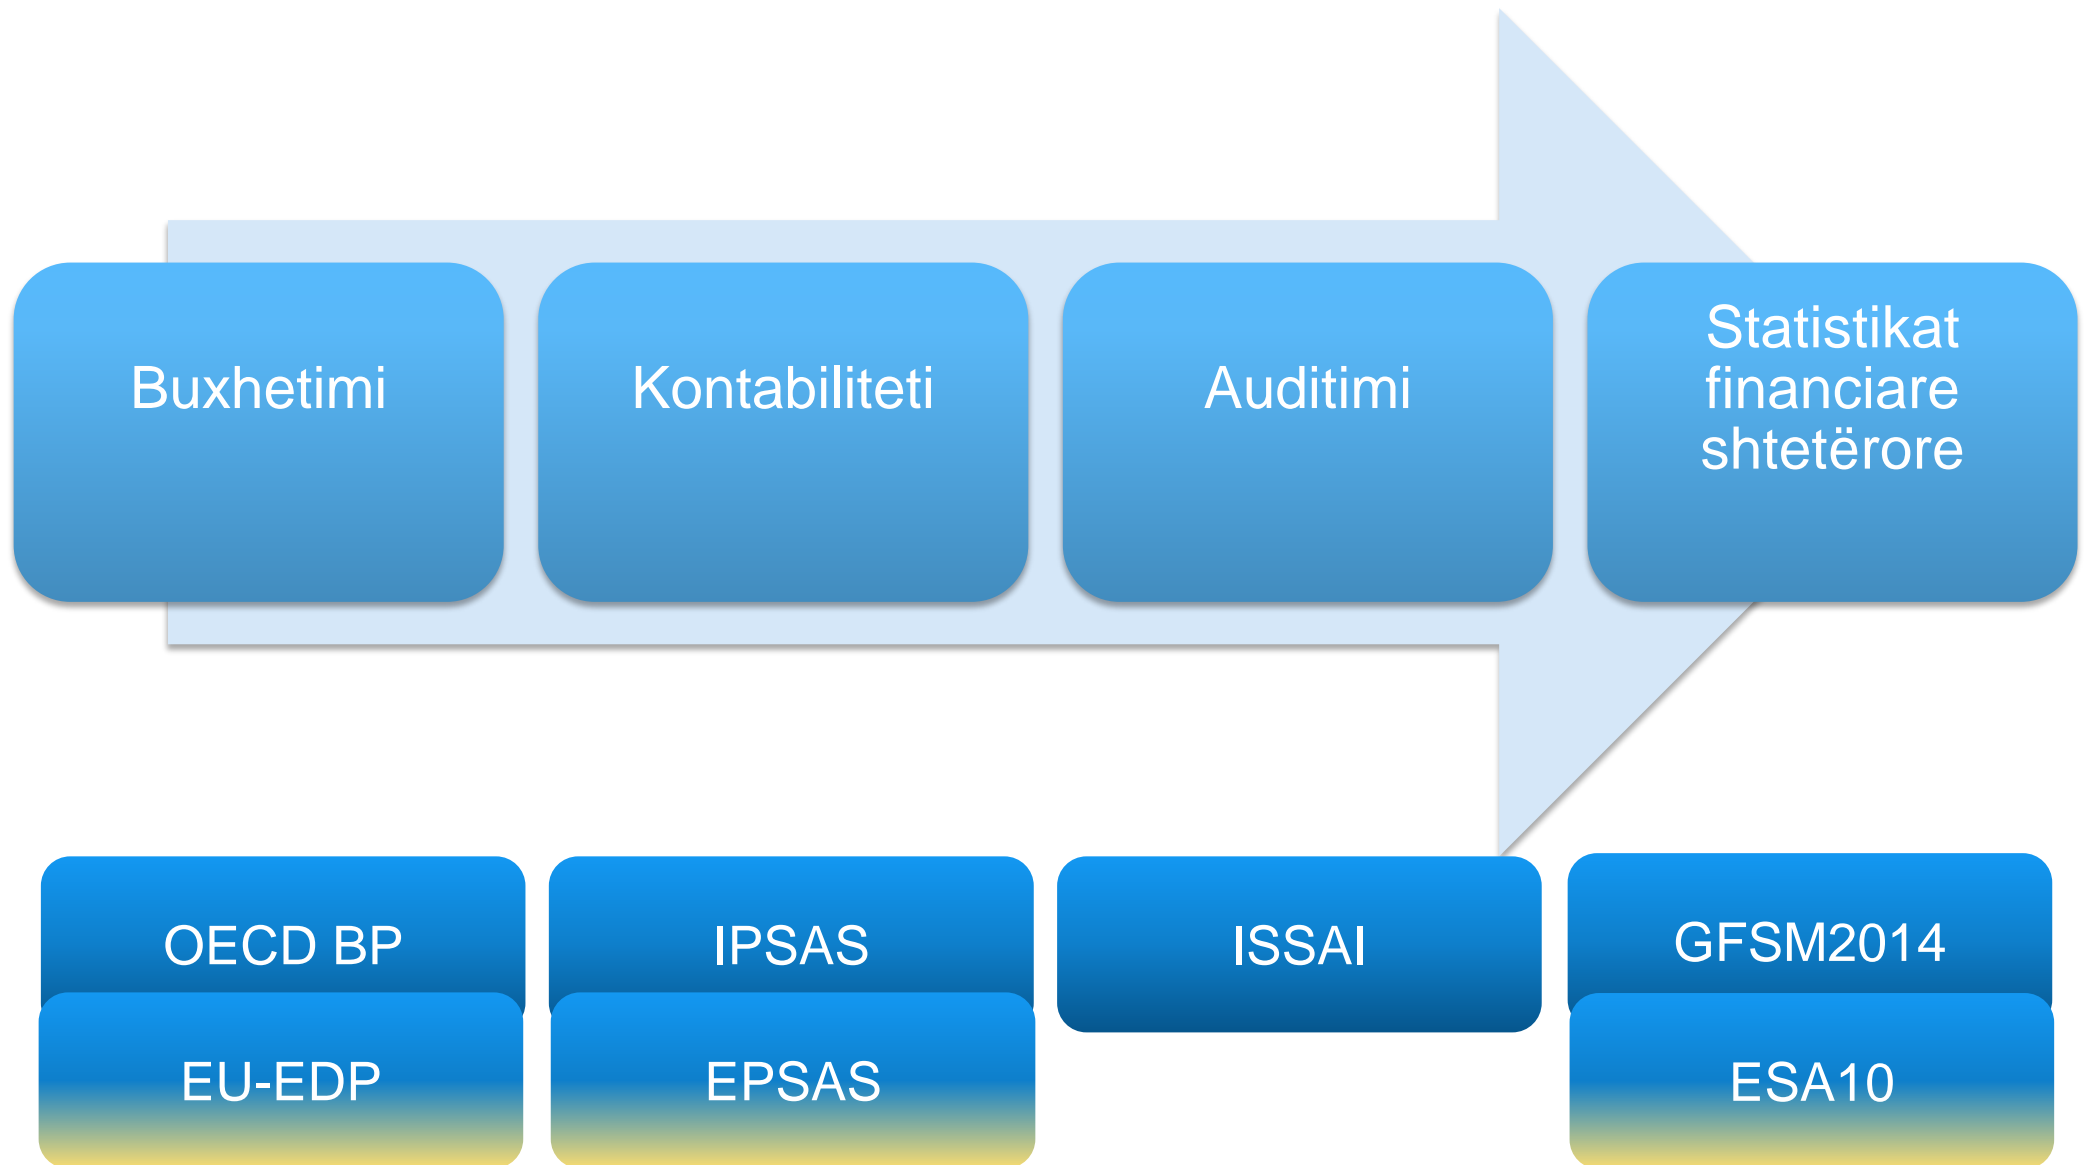 Buxhetimi
Kontabiliteti
Auditimi
Statistikat
financiare
shtetërore
OECD BP
IPSAS
ISSAI
GFSM2014
EU-EDP
EPSAS
ESA10